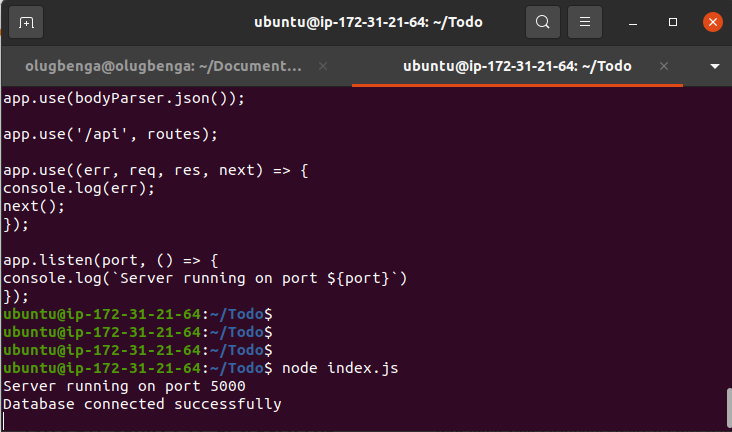 ubuntu@ip-172-31-21-64: ~/Todo
olugbenga@olugbenga: ~/Document...
ubuntu@ip-172-31-21-64: ~/Todo
app.use(bodyParser.json());
app.use('/api', routes);
app.use((err, req, res, next) => {
console.log(err);
next();
});
app.listen(port, () => {
console.log(`Server running on port ${port}`)
});
ubuntu@ip-172-31-21-64:~/Todo$
ubuntu@ip-172-31-21-64:~/Todo$
ubuntu@ip-172-31-21-64:~/Todo$
ubuntu@ip-172-31-21-64:~/Todo$ node index.js
Server running on port 5000
Database connected successfully